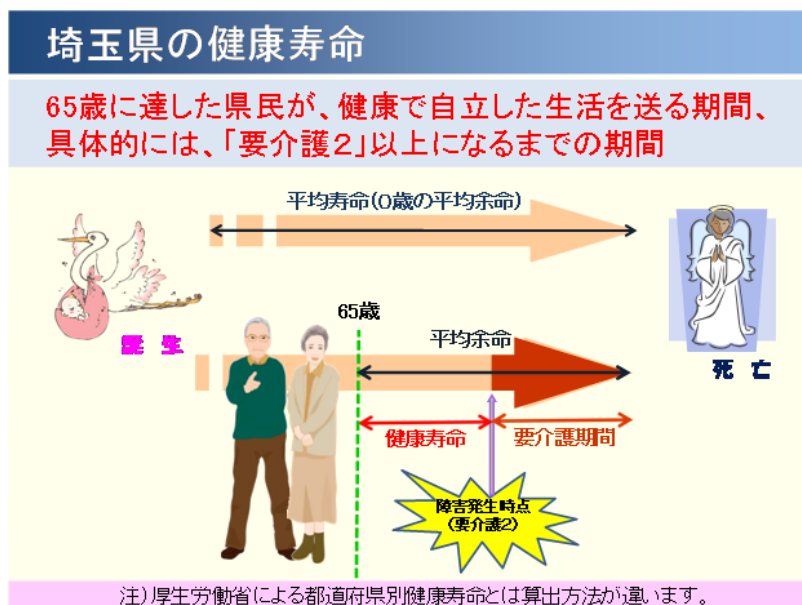 埼玉県の健康寿命
65歳に達した県民が、健康で自立した生活を送る期間、
具体的には、「要介護２」以上になるまでの期間
平均寿命(0歳の平均余命)
65歳
誕 生
平均余命
死 亡
健康寿命
要介護期間
障害発生時点
(要介護2)
注)厚生労働省による都道府県別健康寿命とは算出方法が違います。